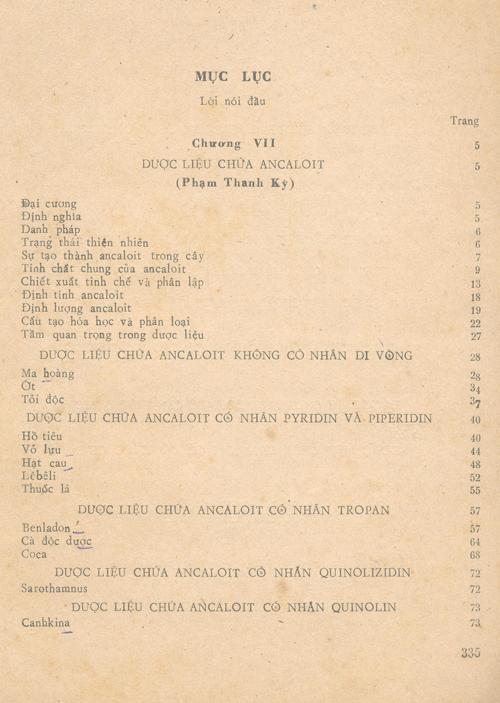 MỤC LỤC
Lời nói đầu
Trang
Chương VII 5
DƯỢC LIỆU CHỨA ANCALOIT 5
(Phạm Thanh Kỳ)
Đại cương 5
Định nghĩa 5
Danh pháp 6
Trạng thái thiên nhiên 6
Sự tạo thành ancaloit trong cây 7
Tính chất chung của ancaloit 9
Chiết xuất tinh chế và phân lập 13
Định tính ancaloit 18
Định lượng ancaloit 19
Cấu tạo hóa học và phân loại 22
Tầm quan trọng trong dược liệu 27
DƯỢC LIỆU CHỨA ANCALOIT KHÔNG CÓ NHÂN DỊ VÒNG 28
Ma hoàng 28
Ớt 34
Tỏi độc 37
DƯỢC LIỆU CHỨA ANCALOIT CÓ NHÂN PYRIDIN VÀ PIPERIDIN 40
Hồ tiêu 40
Vỏ lựu 44
Hạt cau 48
Lôbêli 52
Thuốc lá 55
DƯỢC LIỆU CHỨA ANCALOIT CÓ NHÂN TROPAN 57
Benladon 57
Cà độc dược 64
Coca 68
DƯỢC LIỆU CHỨA ANCALOIT CÓ NHÂN QUINOLIZIDIN 72
Sarothamnus 72
DƯỢC LIỆU CHỨA ANCALOIT CÓ NHÂN QUINOLIN 73
Canhkina 73
335